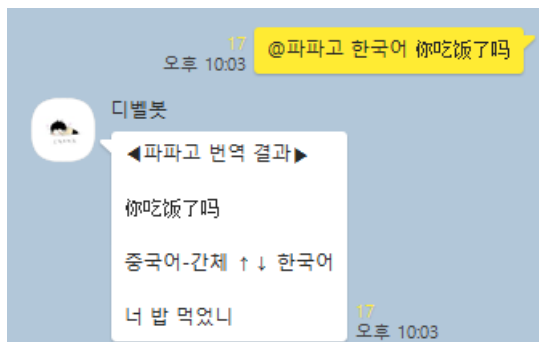 @파파고 한국어 你吃饭了吗
17
오후 10:03
디벨봇
◀파파고 번역 결과▶
你吃饭了吗
중국어-간체 ↑↓ 한국어
너 밥 먹었니
17
오후 10:03